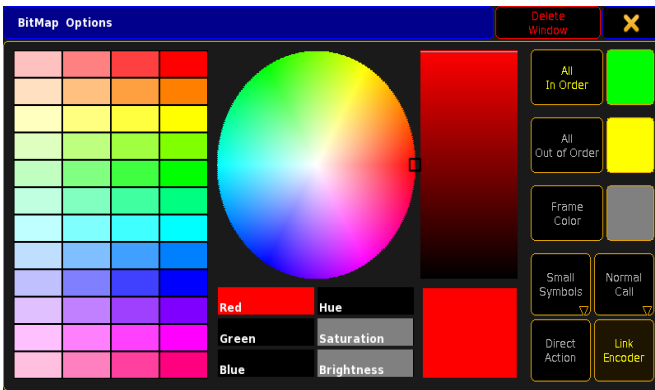 BitMap Options
Delete
Window
All
In Order
All
Out of Order
Frame
Color
Small
Symbols
Normal
Call
Red
Hue
Green
Saturation
Blue
Brightness
Direct
Action
Link
Encoder